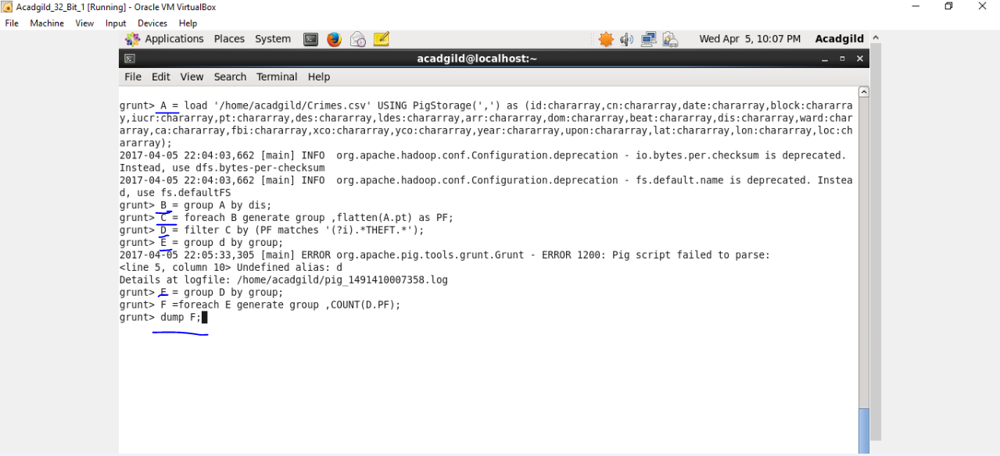 Acadgild_32_Bit_1 [Running] - Oracle VM VirtualBox
File Machine View Input Devices Help
Applications Places System Wed Apr 5, 10:07 PM Acadgild
acadgild@localhost:~
File Edit View Search Terminal Help
grunt> A = load '/home/acadgild/Crimes.csv' USING PigStorage(',') as (id:chararray,cn:chararray,date:chararray,block:chararra
y,iucr:chararray,pt:chararray,des:chararray,ldes:chararray,arr:chararray,dom:chararray,beat:chararray,dis:chararray,ward:char
array,ca:chararray,fbi:chararray,xco:chararray,yco:chararray,year:chararray,upon:chararray,lat:chararray,lon:chararray,loc:ch
ararray);
2017-04-05 22:04:03,662 [main] INFO  org.apache.hadoop.conf.Configuration.deprecation - io.bytes.per.checksum is deprecated.
Instead, use dfs.bytes-per-checksum
2017-04-05 22:04:03,662 [main] INFO  org.apache.hadoop.conf.Configuration.deprecation - fs.default.name is deprecated. Instea
d, use fs.defaultFS
grunt> B = group A by dis;
grunt> C = foreach B generate group ,flatten(A.pt) as PF;
grunt> D = filter C by (PF matches '(?i).*THEFT.*');
grunt> E = group d by group;
2017-04-05 22:05:33,305 [main] ERROR org.apache.pig.tools.grunt.Grunt - ERROR 1200: Pig script failed to parse:
<line 5, column 10> Undefined alias: d
Details at logfile: /home/acadgild/pig_1491410007358.log
grunt> E = group D by group;
grunt> F =foreach E generate group ,COUNT(D.PF);
grunt> dump F;